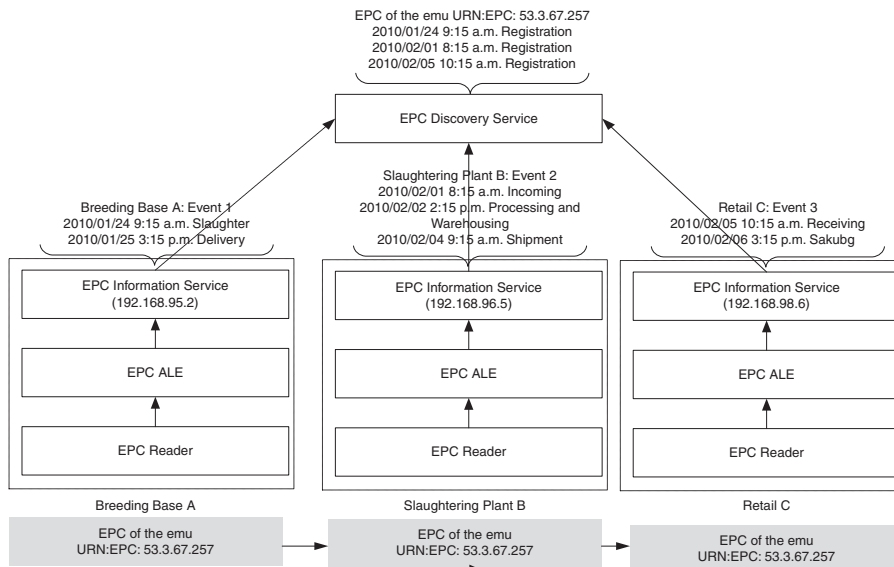 EPC of the emu URN:EPC: 53.3.67.257
2010/01/24 9:15 a.m. Registration
2010/02/01 8:15 a.m. Registration
2010/02/05 10:15 a.m. Registration
EPC Discovery Service
Breeding Base A: Event 1
2010/01/24 9:15 a.m. Slaughter
2010/01/25 3:15 p.m. Delivery
Slaughtering Plant B: Event 2
2010/02/01 8:15 a.m. Incoming
2010/02/02 2:15 p.m. Processing and
Warehousing
2010/02/04 9:15 a.m. Shipment
Retail C: Event 3
2010/02/05 10:15 a.m. Receiving
2010/02/06 3:15 p.m. Sakubg
EPC Information Service
(192.168.95.2)
EPC ALE
EPC Reader
Breeding Base A
EPC Information Service
(192.168.96.5)
EPC ALE
EPC Reader
Slaughtering Plant B
EPC Information Service
(192.168.98.6)
EPC ALE
EPC Reader
Retail C
EPC of the emu
URN:EPC: 53.3.67.257
EPC of the emu
URN:EPC: 53.3.67.257
EPC of the emu
URN:EPC: 53.3.67.257